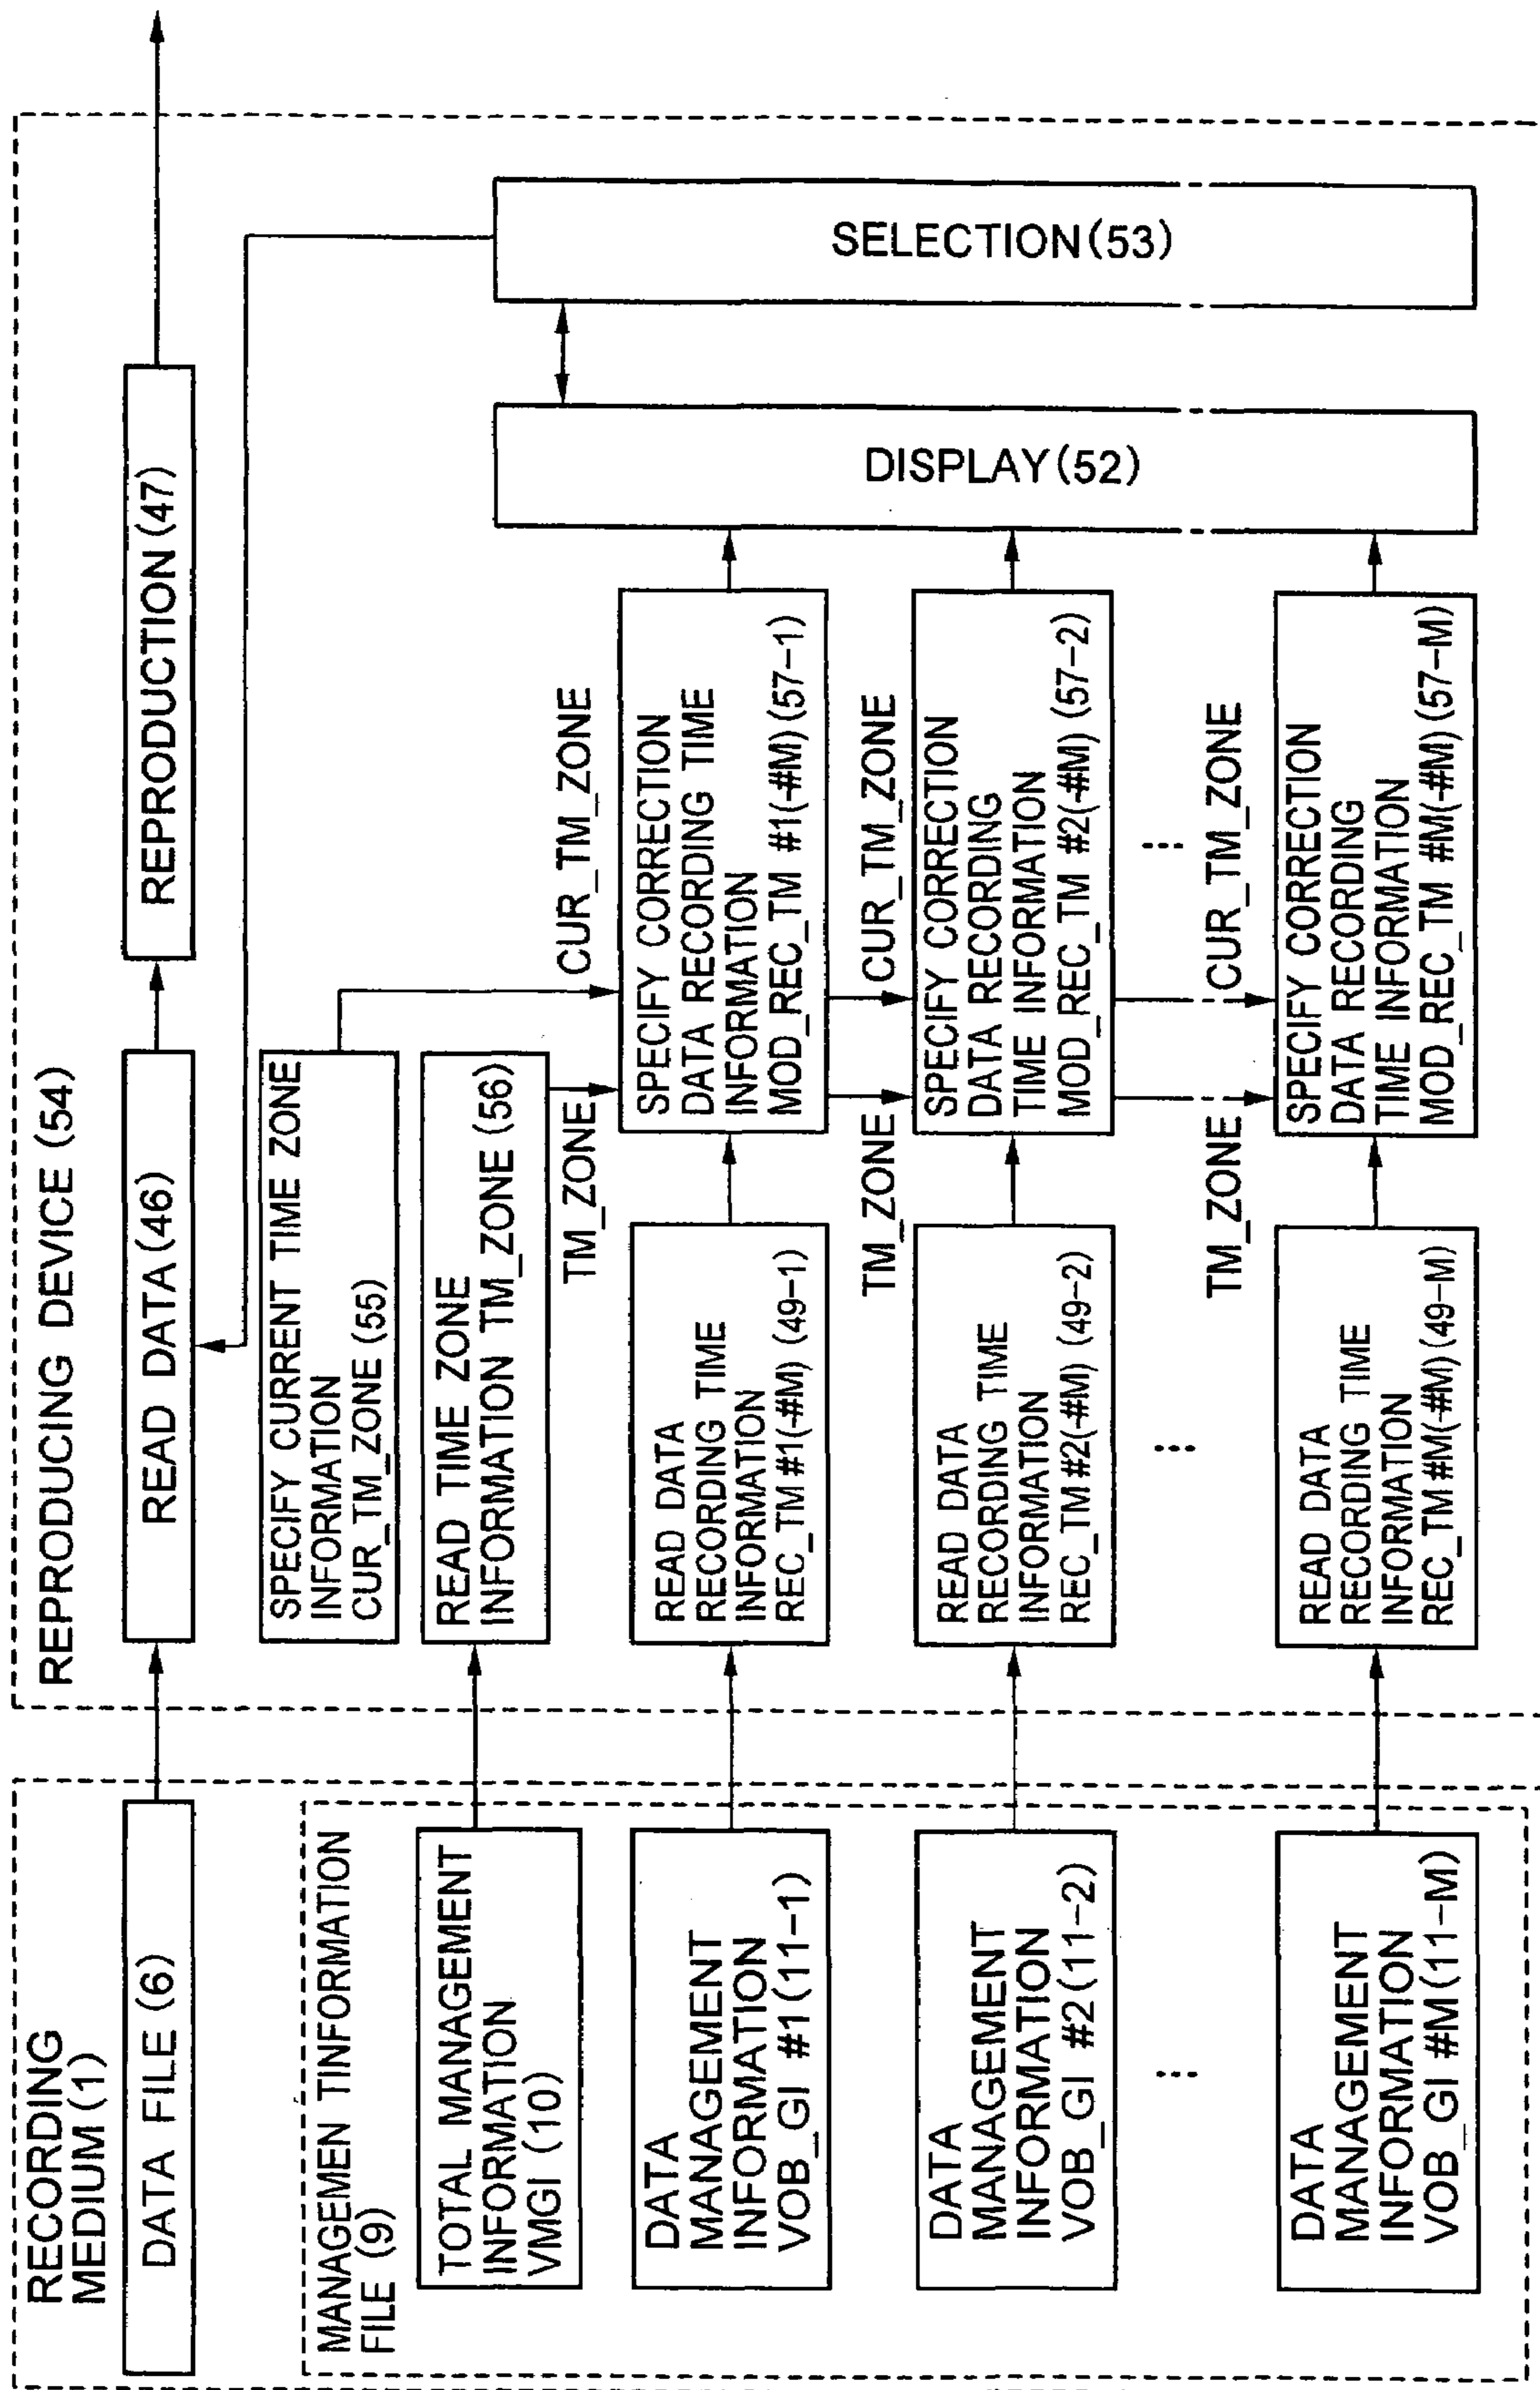 RECORDING
MEDIUM(1)
DATA FILE (6)
MANAGEMEN TINFORMATION
FILE (9)
TOTAL MANAGEMENT
INFORMATION
VMGI (10)
DATA
MANAGEMENT
INFORMATION
VOB_GI #1(11-1)
DATA
MANAGEMENT
INFORMATION
VOB_GI #2(11-2)
...
DATA
MANAGEMENT
INFORMATION
VOB_GI #M(11-M)
REPRODUCING DEVICE (54)
READ DATA(46)
REPRODUCTION(47)
SPECIFY CURRENT TIME ZONE
INFORMATION
CUR_TM_ZONE (55)
READ TIME ZONE
INFORMATION TM_ZONE (56)
TM_ZONE
CUR_TM_ZONE
READ DATA
RECORDING TIME
INFORMATION
REC_TM #1(-#M) (49-1)
SPECIFY CORRECTION
DATA RECORDING TIME
INFORMATION
MOD_REC_TM #1(-#M)(57-1)
TM_ZONE
CUR_TM_ZONE
READ DATA
RECORDING TIME
INFORMATION
REC_TM #2(-#M) (49-2)
SPECIFY CORRECTION
DATA RECORDING
TIME INFORMATION
MOD_REC_TM #2(-#M) (57-2)
...
...
TM_ZONE
CUR_TM_ZONE
READ DATA
RECORDING TIME
INFORMATION
REC_TM #M(-#M)(49-M)
SPECIFY CORRECTION
DATA RECORDING
TIME INFORMATION
MOD_REC_TM #M(-#M)(57-M)
DISPLAY(52)
SELECTION(53)